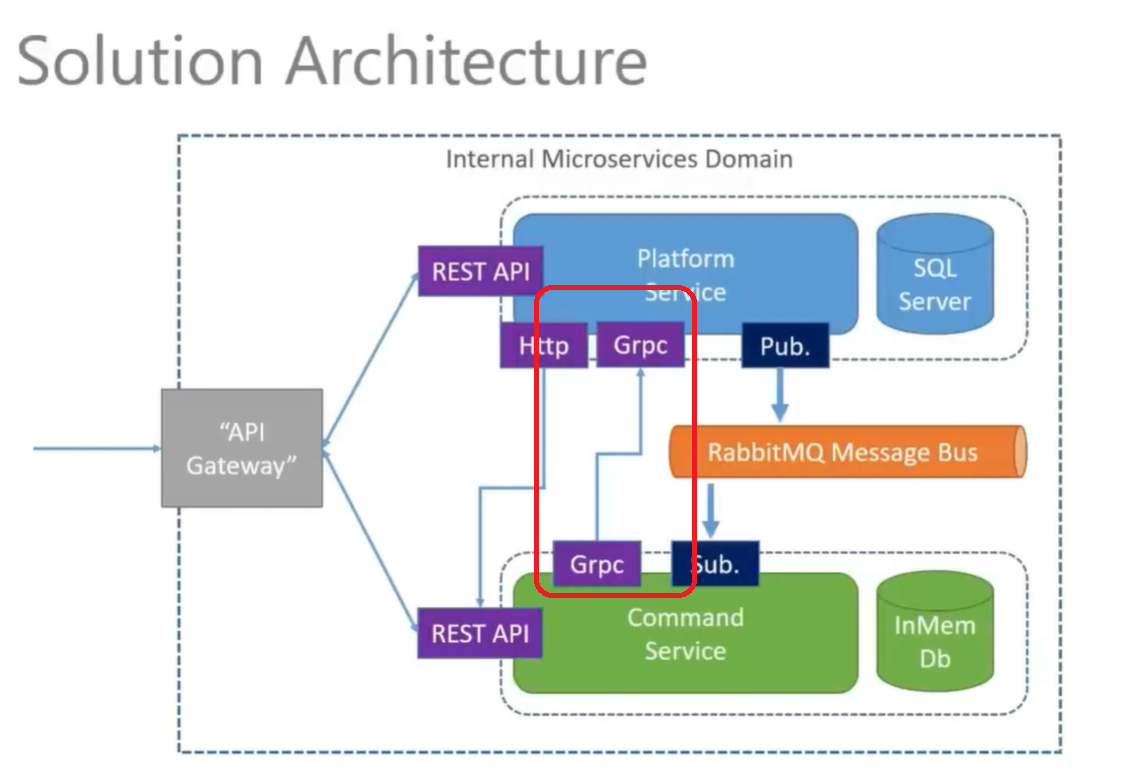 Solution Architecture
Internal Microservices Domain
REST API
Platform
Service
SQL
Server
Http
Grpc
Pub.
“API
Gateway”
RabbitMQ Message Bus
Grpc
Sub.
REST API
Command
Service
InMem
Db